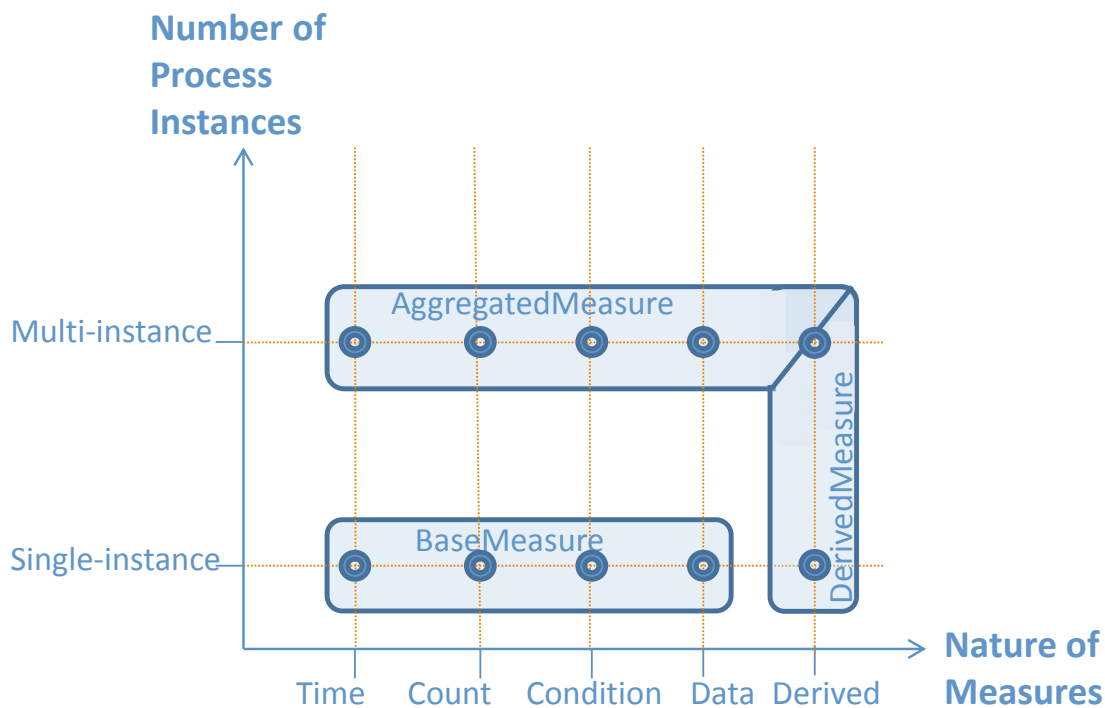 Number of
Process
Instances
AggregatedMeasure
Multi-instance
DerivedMeasure
BaseMeasure
Single-instance
Nature of
Measures
Time
Count
Condition
Data
Derived